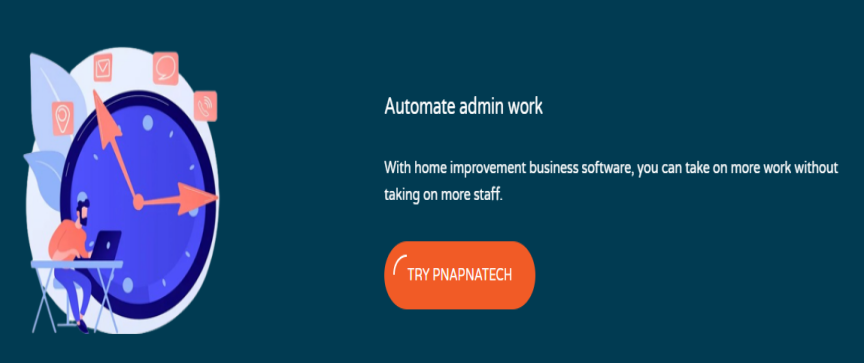 Automate admin work
With home improvement business software, you can take on more work without
taking on more staff.
TRY PNAPNATECH